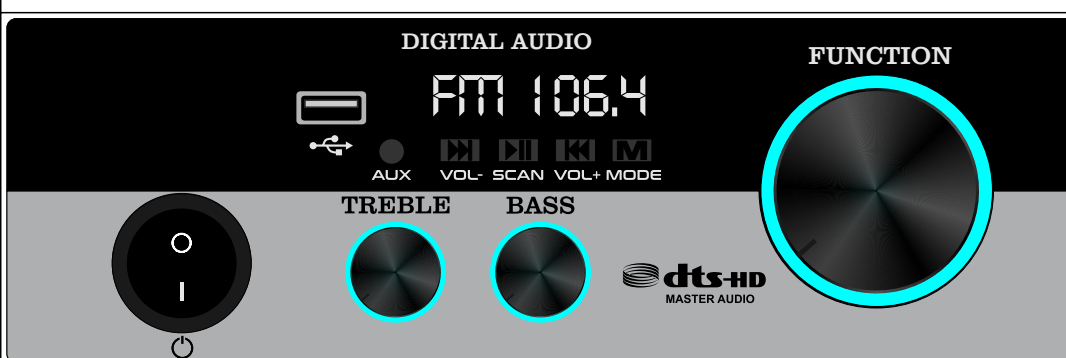 DIGITAL AUDIO
FUNCTION
FM 106.4
M
AUX VOL- SCAN VOL+ MODE
TREBLE BASS
dts-HD
MASTER AUDIO